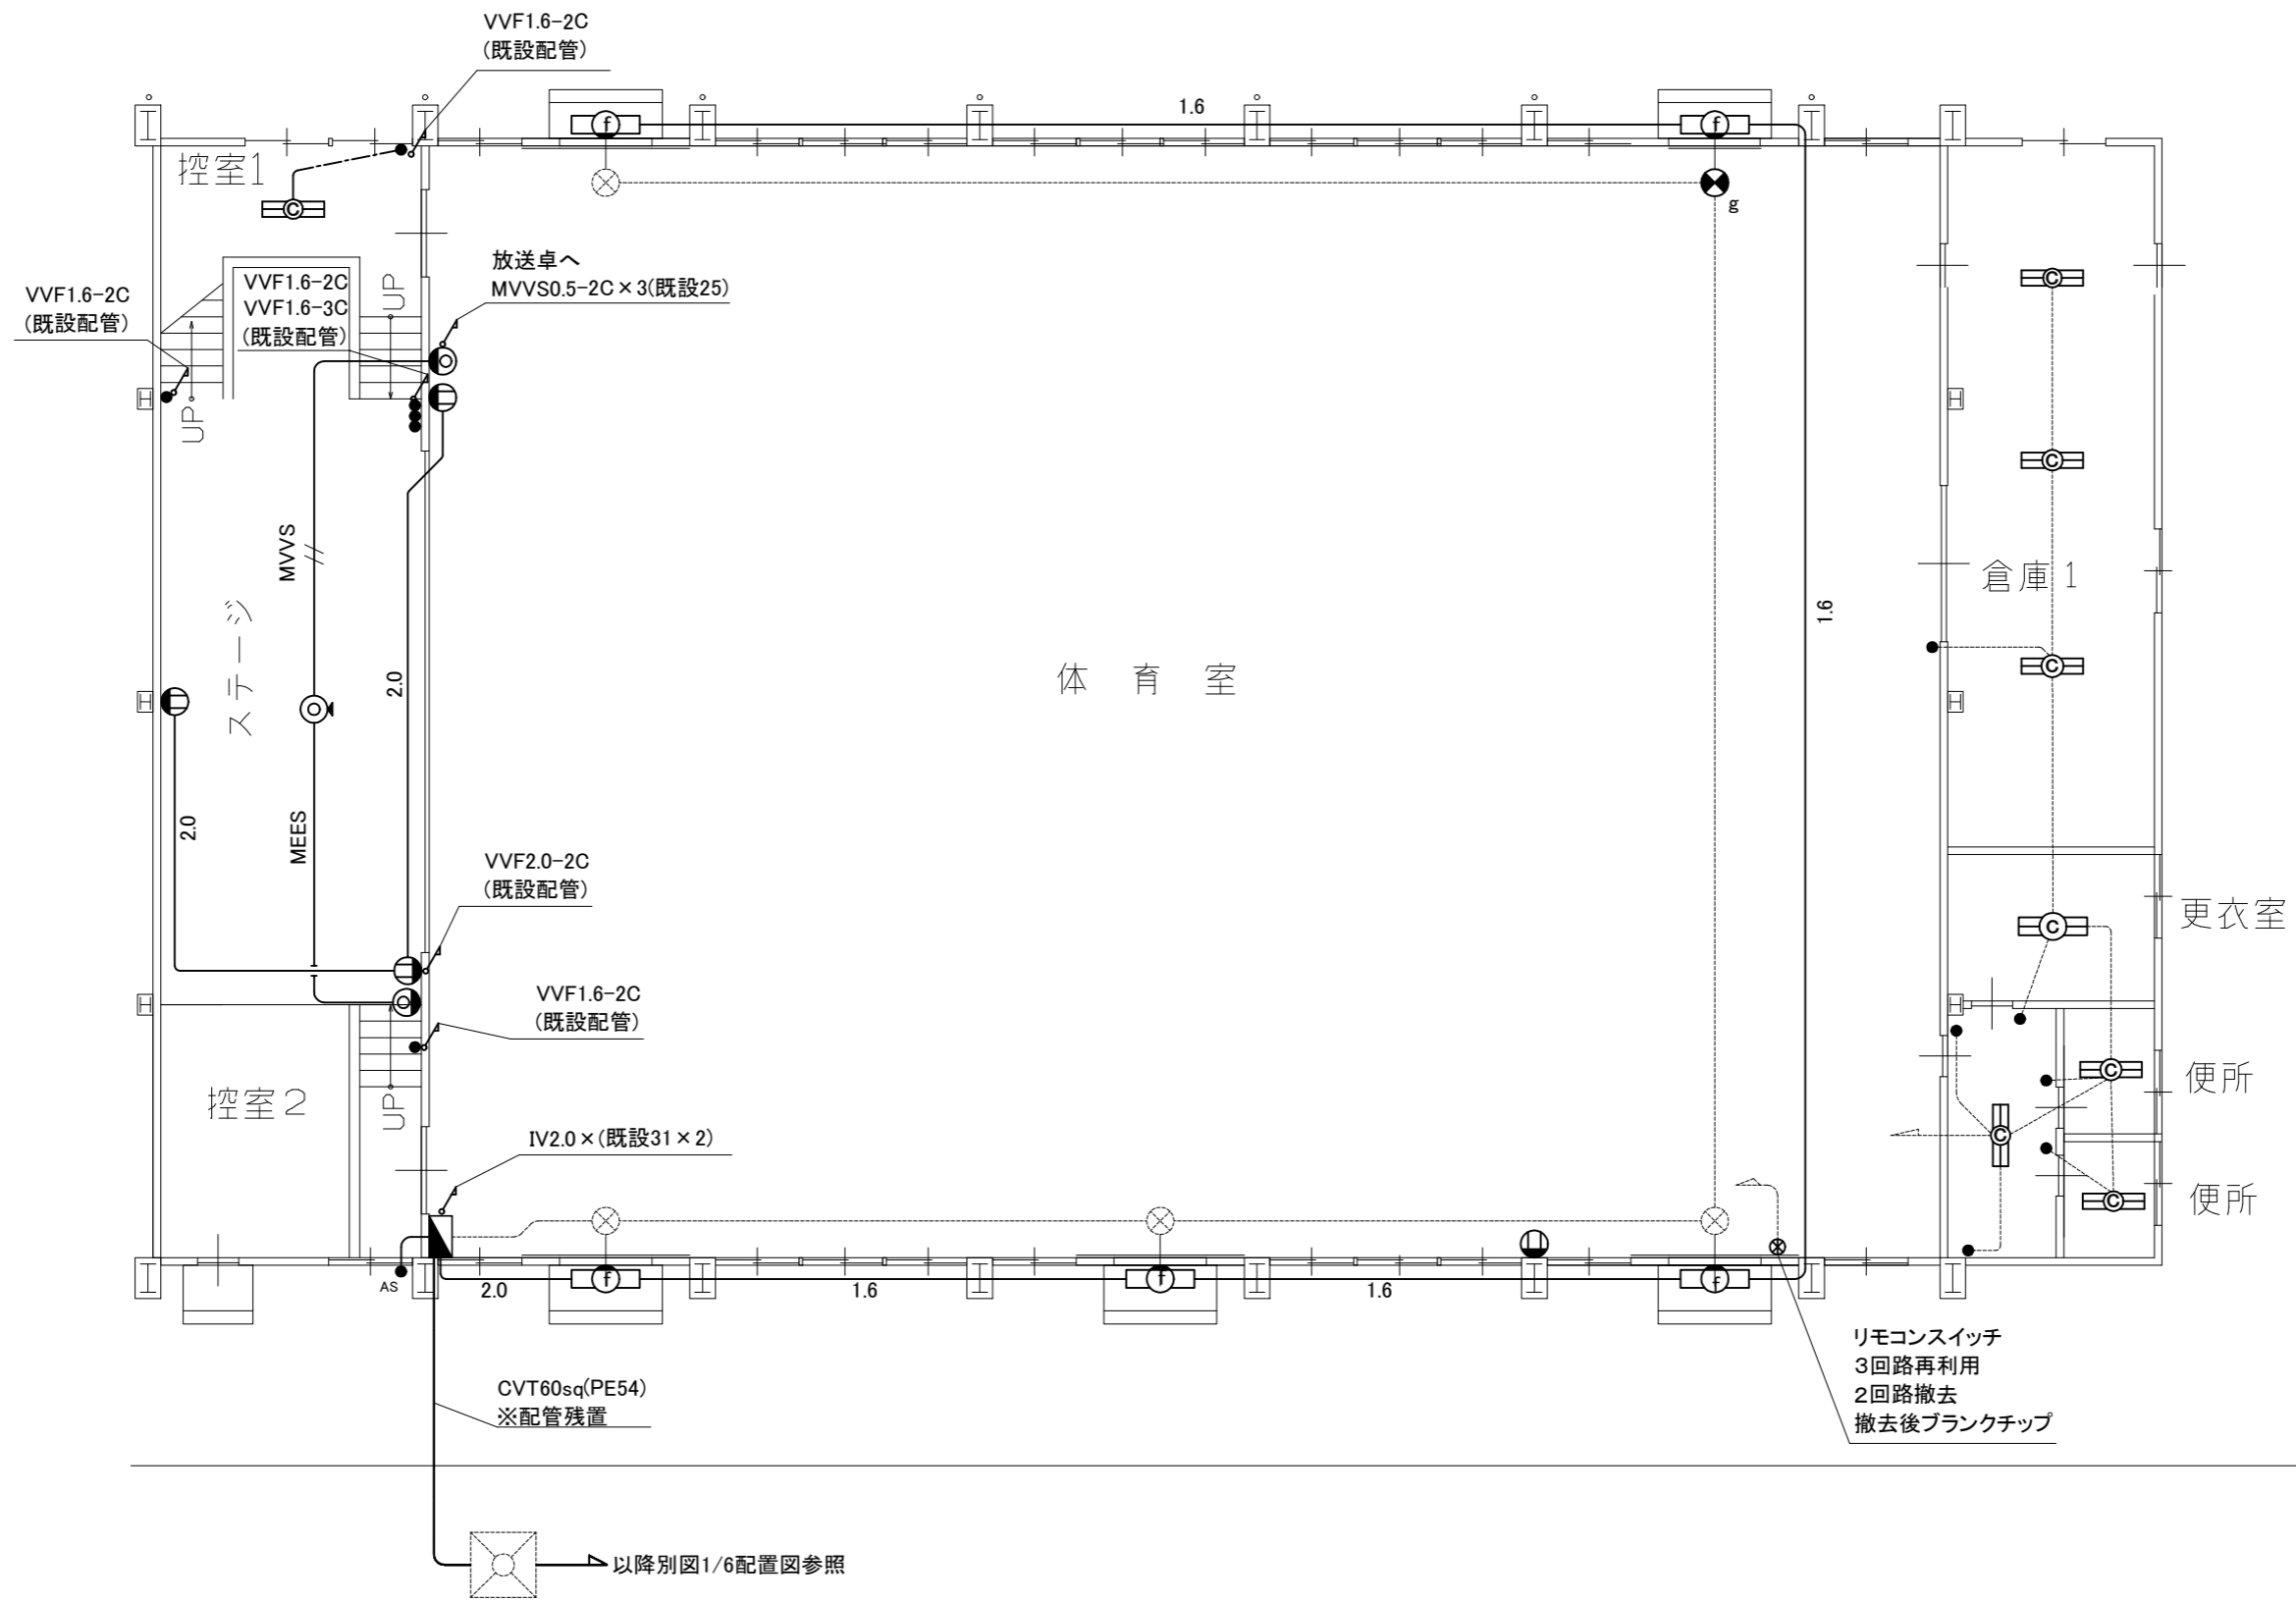 VVF1.6-2C
(既設配管)
1.6
f
f
控室1
C
g
放送卓へ
MVVS0.5-2C×3(既設25)
VVF1.6-2C
(既設配管)
VVF1.6-2C
VVF1.6-3C
(既設配管)
UP
UP
C
C
C
MVVS
ステージ
2.0
体 育 室
倉庫 1
1.6
2.0
MEES
VVF2.0-2C
(既設配管)
C
更衣室
VVF1.6-2C
(既設配管)
控室 2
UP
C
便所
IV2.0×(既設31×2)
C
C
便所
AS
2.0
f
1.6
f
1.6
f
CVT60sq(PE54)
※配管残置
リモコンスイッチ
3回路再利用
2回路撤去
撤去後ブランクチップ
以降別図1/6配置図参照